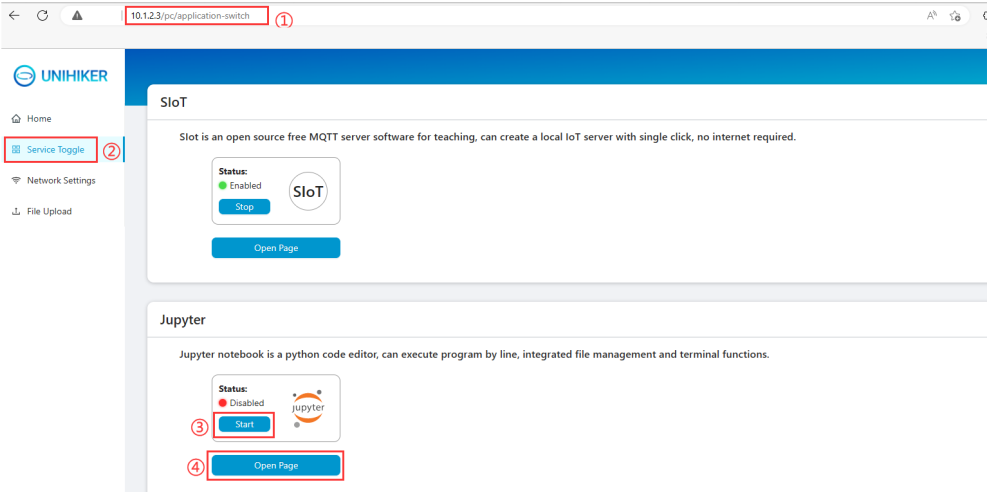 10.1.2.3/pc/application-switch
①
UNIHIKER
Home
Service Toggle
②
Network Settings
File Upload
SIoT
SIot is an open source free MQTT server software for teaching, can create a local IoT server with single click, no internet required.
Status:
Enabled
Stop
SIoT
Open Page
Jupyter
Jupyter notebook is a python code editor, can execute program by line, integrated file management and terminal functions.
Status:
Disabled
③
Start
jupyter
④
Open Page